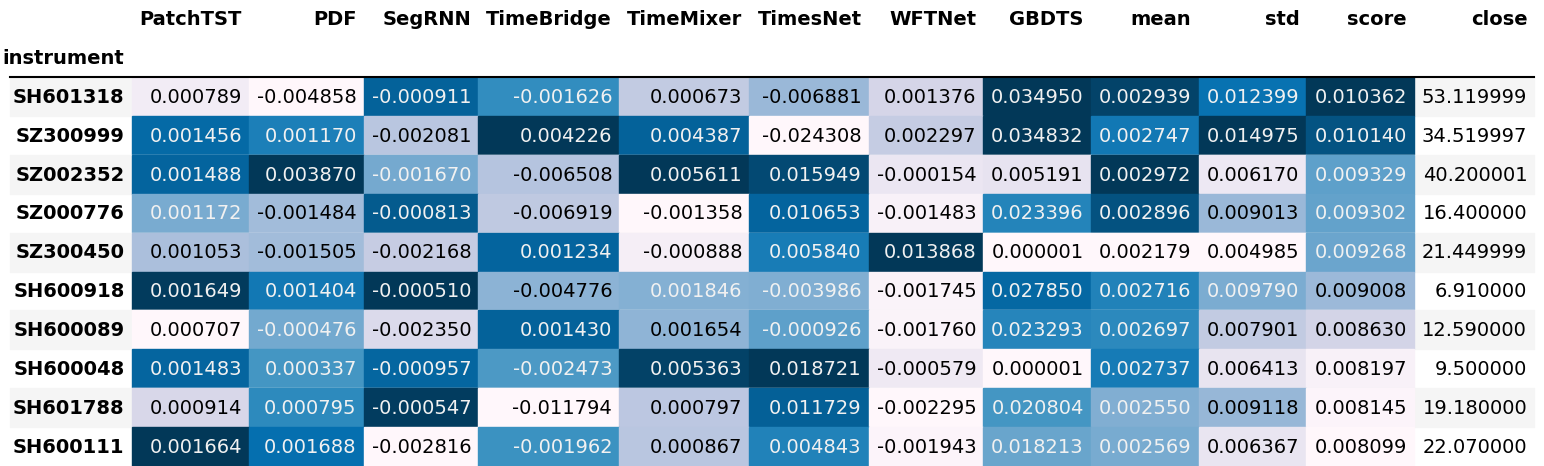 PatchTST PDF SegRNN TimeBridge TimeMixer TimesNet WFTNet GBDTS mean std score close
instrument
SH601318 0.000789 -0.004858 -0.000911 -0.001626 0.000673 -0.006881 0.001376 0.034950 0.002939 0.012399 0.010362 53.119999
SZ300999 0.001456 0.001170 -0.002081 0.004226 0.004387 -0.024308 0.002297 0.034832 0.002747 0.014975 0.010140 34.519997
SZ002352 0.001488 0.003870 -0.001670 -0.006508 0.005611 0.015949 -0.000154 0.005191 0.002972 0.006170 0.009329 40.200001
SZ000776 0.001172 -0.001484 -0.000813 -0.006919 -0.001358 0.010653 -0.001483 0.023396 0.002896 0.009013 0.009302 16.400000
SZ300450 0.001053 -0.001505 -0.002168 0.001234 -0.000888 0.005840 0.013868 0.000001 0.002179 0.004985 0.009268 21.449999
SH600918 0.001649 0.001404 -0.000510 -0.004776 0.001846 -0.003986 -0.001745 0.027850 0.002716 0.009790 0.009008 6.910000
SH600089 0.000707 -0.000476 -0.002350 0.001430 0.001654 -0.000926 -0.001760 0.023293 0.002697 0.007901 0.008630 12.590000
SH600048 0.001483 0.000337 -0.000957 -0.002473 0.005363 0.018721 -0.000579 0.000001 0.002737 0.006413 0.008197 9.500000
SH601788 0.000914 0.000795 -0.000547 -0.011794 0.000797 0.011729 -0.002295 0.020804 0.002550 0.009118 0.008145 19.180000
SH600111 0.001664 0.001688 -0.002816 -0.001962 0.000867 0.004843 -0.001943 0.018213 0.002569 0.006367 0.008099 22.070000